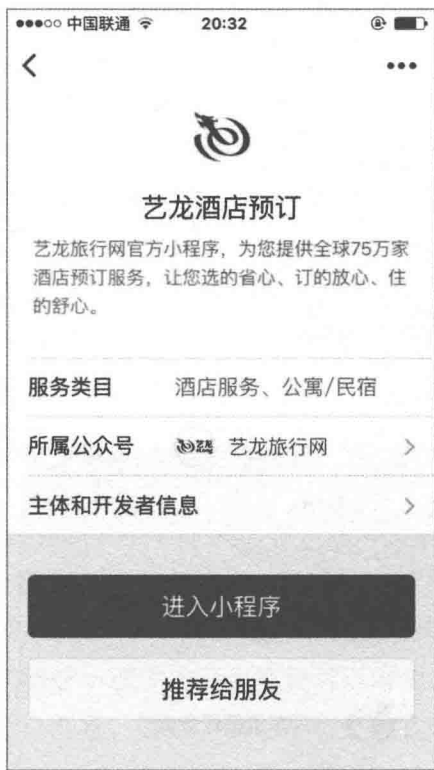 中国联通 20:32
艺龙酒店预订
艺龙旅行网官方小程序，为您提供全球75万家
酒店预订服务，让您选的省心、订的放心、住
的舒心。
服务类目 酒店服务、公寓/民宿
所属公众号 艺龙旅行网
主体和开发者信息
进入小程序
推荐给朋友